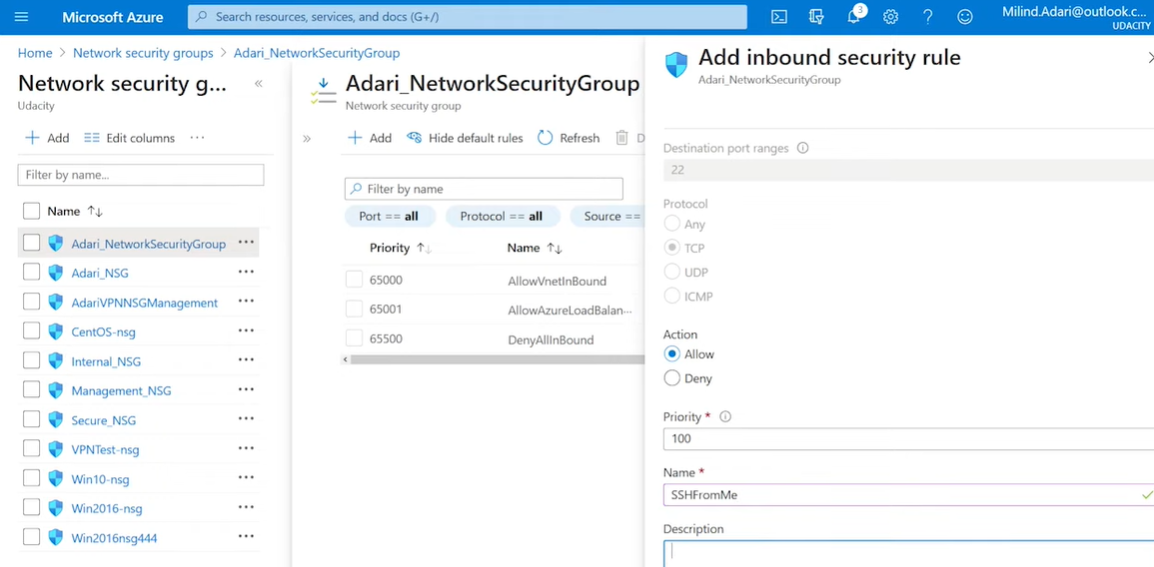 Microsoft Azure
Search resources, services, and docs (G+/)
3
Milind.Adari@outlook.c...
UDACITY
Home > Network security groups > Adari_NetworkSecurityGroup
Network security g...
Udacity
Add
Edit columns
Filter by name...
Name
Adari_NetworkSecurityGroup
Adari_NSG
AdariVPNNSGManagement
CentOS-nsg
Internal_NSG
Management_NSG
Secure_NSG
VPNTest-nsg
Win10-nsg
Win2016-nsg
Win2016nsg444
Adari_NetworkSecurityGroup
Network security group
Add
Hide default rules
Refresh
D
Filter by name
Port == all
Protocol == all
Source ==
Priority
Name
65000
AllowVnetInBound
65001
AllowAzureLoadBalan...
65500
DenyAllInBound
Add inbound security rule
Adari_NetworkSecurityGroup
Destination port ranges
22
Protocol
Any
TCP
UDP
ICMP
Action
Allow
Deny
Priority *
100
Name *
SSHFromMe
Description